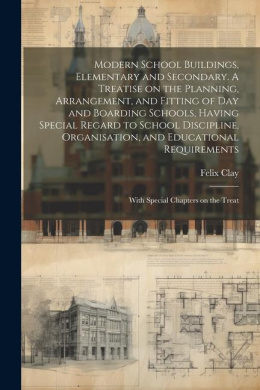 Modern School Buildings,
Elementary and Secondary. A
Treatise on the Planning,
Arrangement, and Fitting of Day
and Boarding Schools, Having
Special Regard to School Discipline,
Organisation, and Educational
Requirements
Felix Clay
With Special Chapters on the Treat